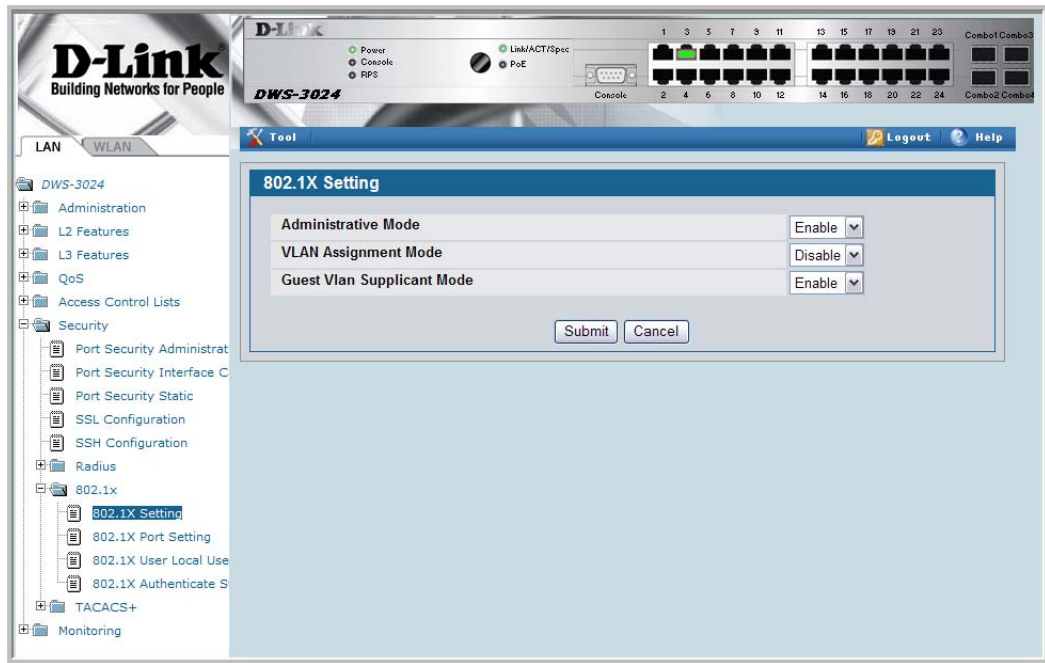 D-Link
Building Networks for People
D-Link
Power
Console
RPS
Link/ACT/Spec
PoE
DWS-3024
Console
1 3 5 7 9 11 13 15 17 19 21 23
Combo1 Combo3
2 4 6 8 10 12 14 16 18 20 22 24
Combo2 Combo4
LAN WLAN
Tool
Logout
Help
DWS-3024
Administration
L2 Features
L3 Features
QoS
Access Control Lists
Security
Port Security Administrat
Port Security Interface C
Port Security Static
SSL Configuration
SSH Configuration
Radius
802.1x
802.1X Setting
802.1X Port Setting
802.1X User Local Use
802.1X Authenticate S
TACACS+
Monitoring
802.1X Setting
Administrative Mode Enable
VLAN Assignment Mode Disable
Guest Vlan Supplicant Mode Enable
Submit Cancel